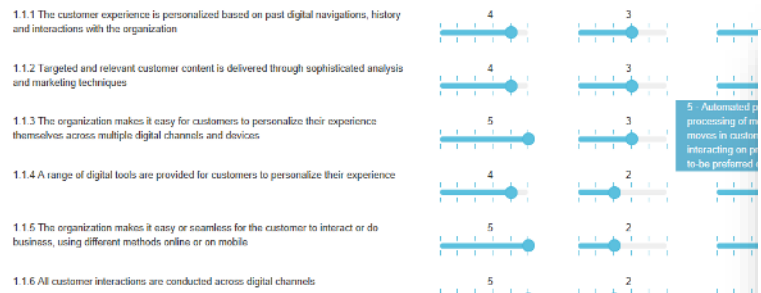 1.1.1 The customer experience is personalized based on past digital navigations, history
and interactions with the organization
4
3
1.1.2 Targeted and relevant customer content is delivered through sophisticated analysis
and marketing techniques
4
3
1.1.3 The organization makes it easy for customers to personalize their experience
themselves across multiple digital channels and devices
5
3
5 - Automated p
processing of m
moves in custom
interacting on pr
to-be preferred
1.1.4 A range of digital tools are provided for customers to personalize their experience
4
2
1.1.5 The organization makes it easy or seamless for the customer to interact or do
business, using different methods online or on mobile
5
2
1.1.6 All customer interactions are conducted across digital channels
5
2